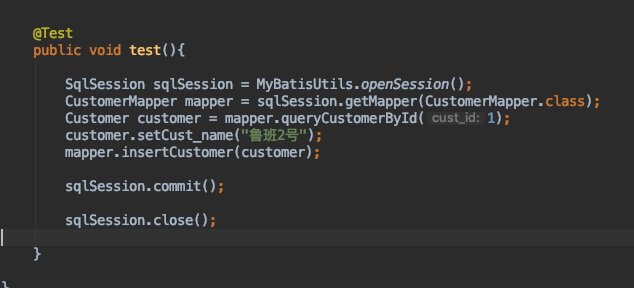 @Test
public void test(){
SqlSession sqlSession = MyBatisUtils.openSession();
CustomerMapper mapper = sqlSession.getMapper(CustomerMapper.class);
Customer customer = mapper.queryCustomerById( cust_id: 1);
customer.setCust_name("鲁班2号");
mapper.insertCustomer(customer);
sqlSession.commit();
sqlSession.close();
}
}